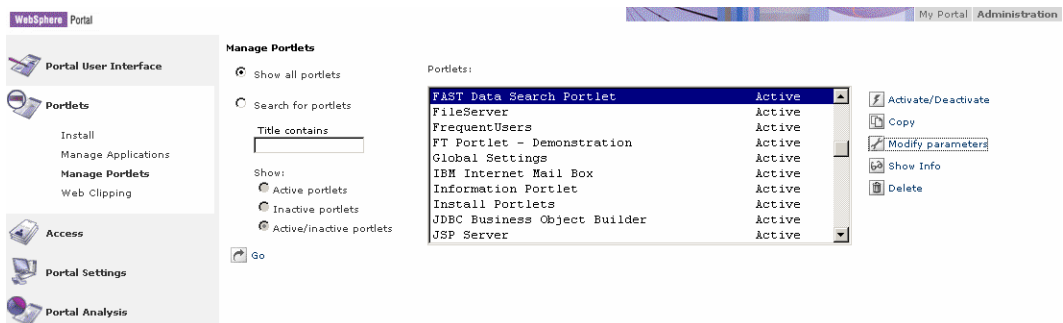 WebSphere Portal
My Portal Administration
Portal User Interface
Portlets
Install
Manage Applications
Manage Portlets
Web Clipping
Access
Portal Settings
Portal Analysis
Manage Portlets
Show all portlets
Search for portlets
Title contains
Show:
Active portlets
Inactive portlets
Active/inactive portlets
Go
Portlets:
FAST Data Search Portlet Active
FileServer Active
FrequentUsers Active
FT Portlet - Demonstration Active
Global Settings Active
IBM Internet Mail Box Active
Information Portlet Active
Install Portlets Active
JDBC Business Object Builder Active
JSP Server Active
Activate/Deactivate
Copy
Modify parameters
Show Info
Delete